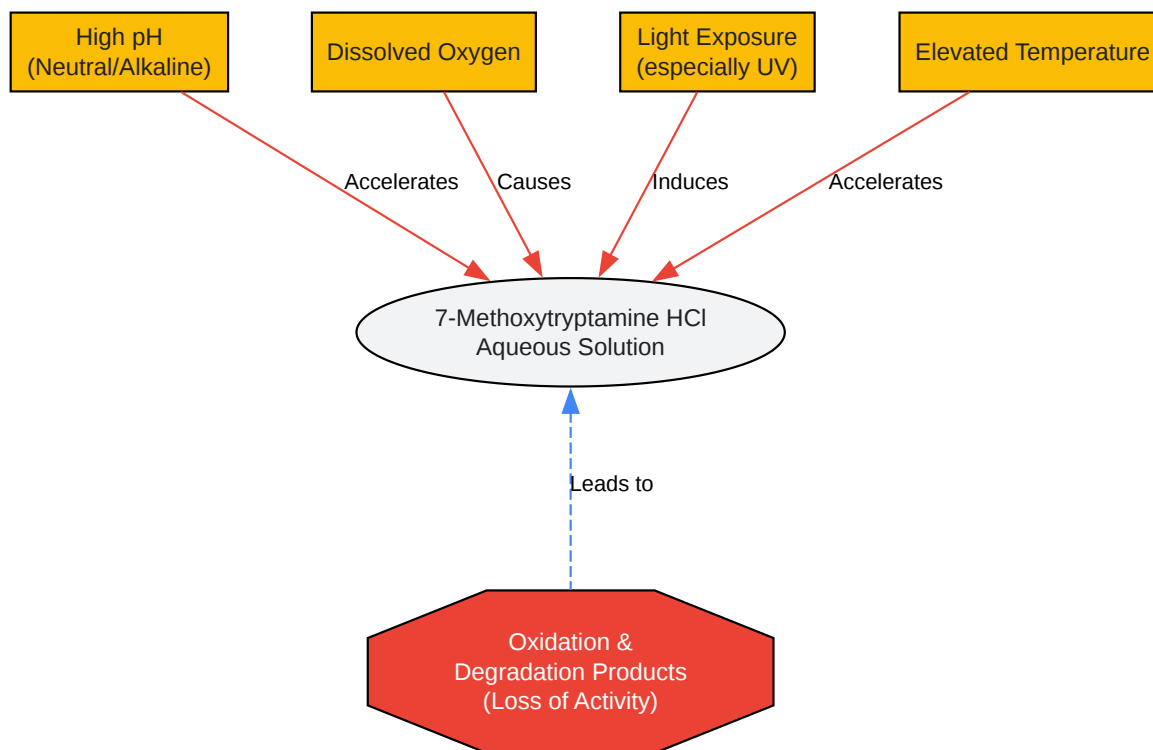 High pH
(Neutral/Alkaline)
Dissolved Oxygen
Light Exposure
(especially UV)
Elevated Temperature
Accelerates
Causes
Induces
Accelerates
7-Methoxytryptamine HCl
Aqueous Solution
Leads to
Oxidation &
Degradation Products
(Loss of Activity)